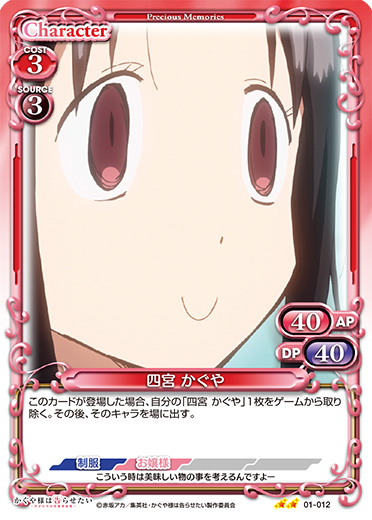 Precious Memories
Character
COST
3
SOURCE
3
40 AP
DP 40
四宮 かぐや
このカードが登場した場合、自分の「四宮 かぐや」1枚をゲームから取り
除く。その後、そのキャラを場に出す。
制服 お嬢様
こういう時は美味しい物の事を考えるんですよー
かぐや様は告らせたい
©赤坂アカ/集英社・かぐや様は告らせたい製作委員会
01-012